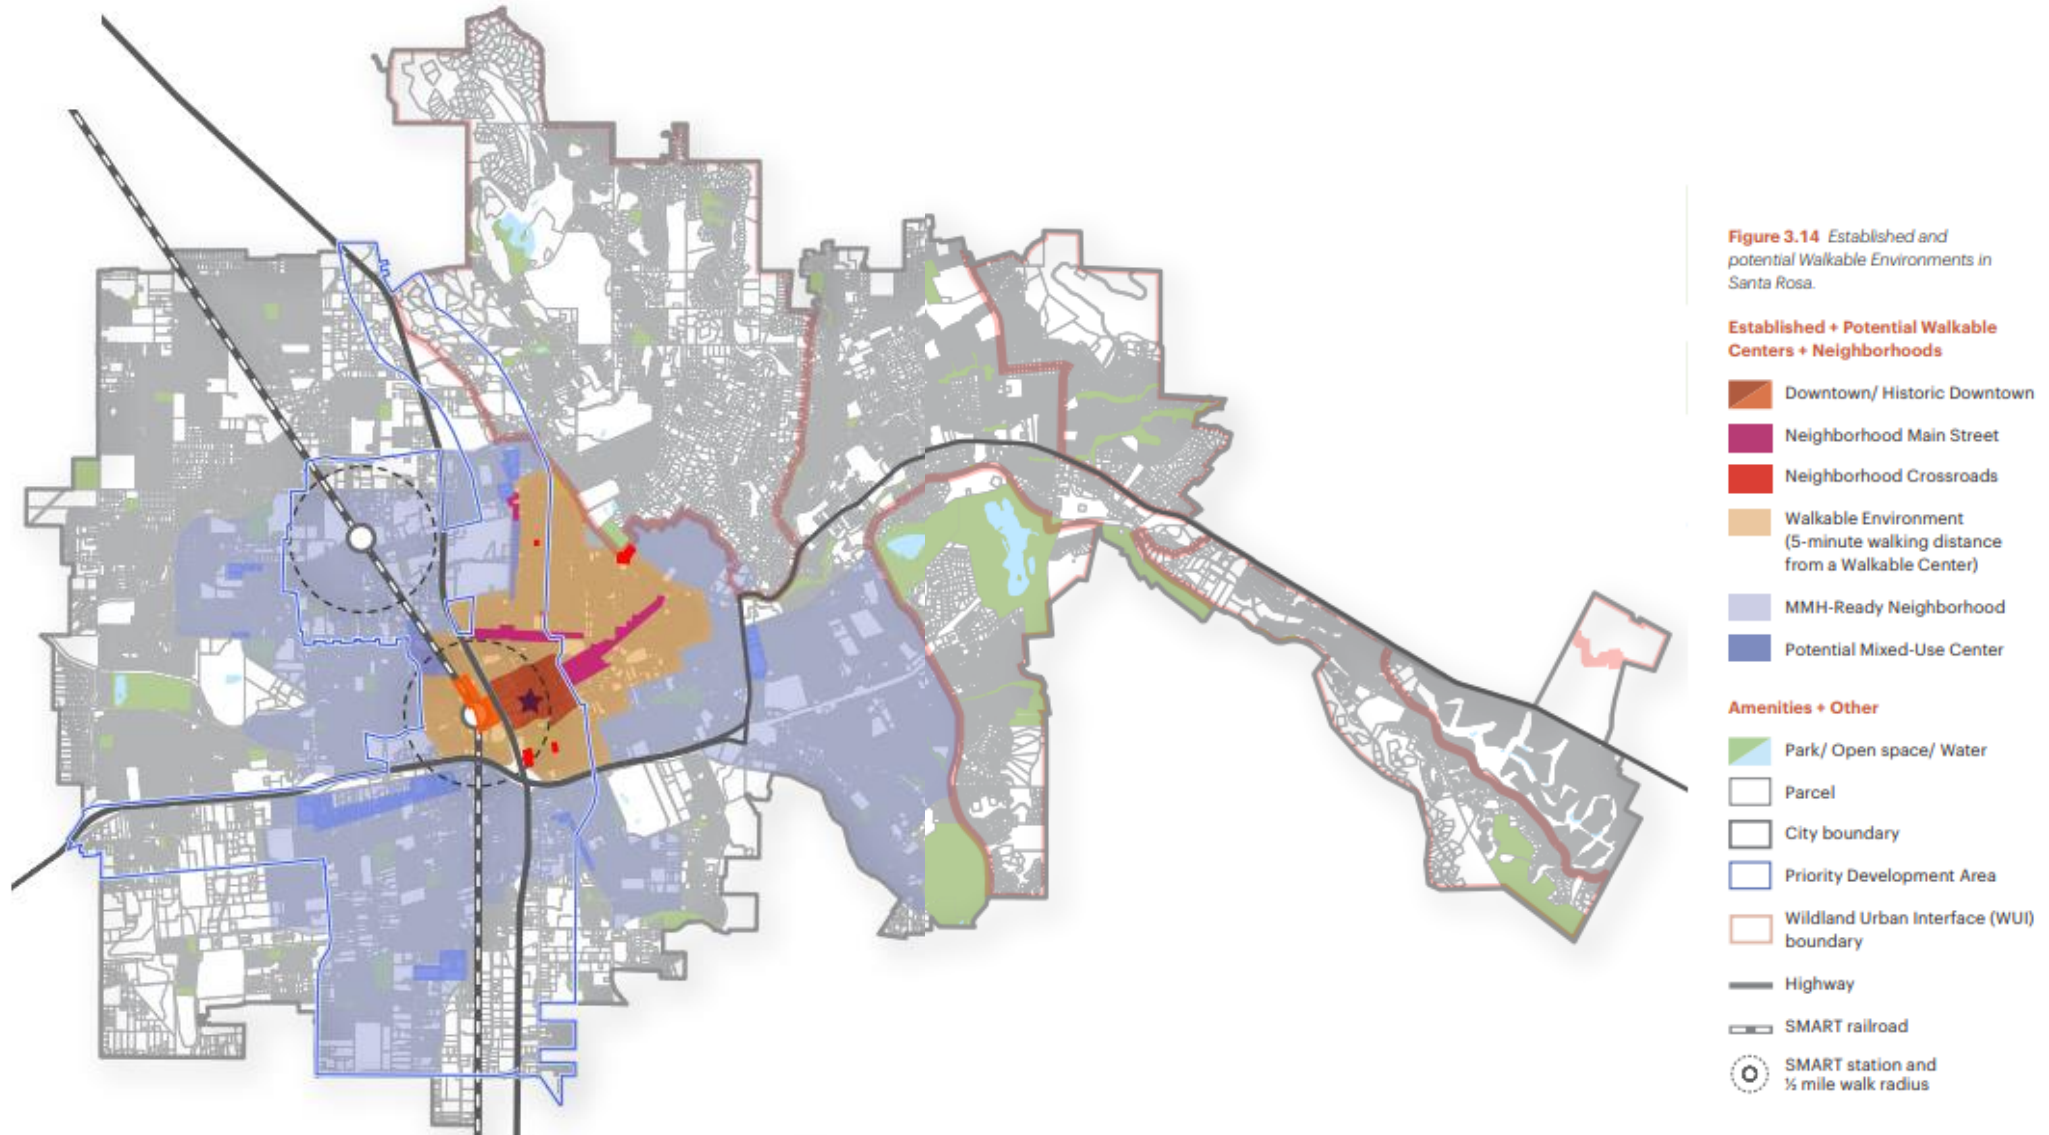 Figure 3.14 Established and
potential Walkable Environments in
Santa Rosa.
Established + Potential Walkable
Centers + Neighborhoods
Downtown/ Historic Downtown
Neighborhood Main Street
Neighborhood Crossroads
Walkable Environment
(5-minute walking distance
from a Walkable Center)
MMH-Ready Neighborhood
Potential Mixed-Use Center
Amenities + Other
Park/ Open space/ Water
Parcel
City boundary
Priority Development Area
Wildland Urban Interface (WUI)
boundary
Highway
SMART railroad
SMART station and
½ mile walk radius